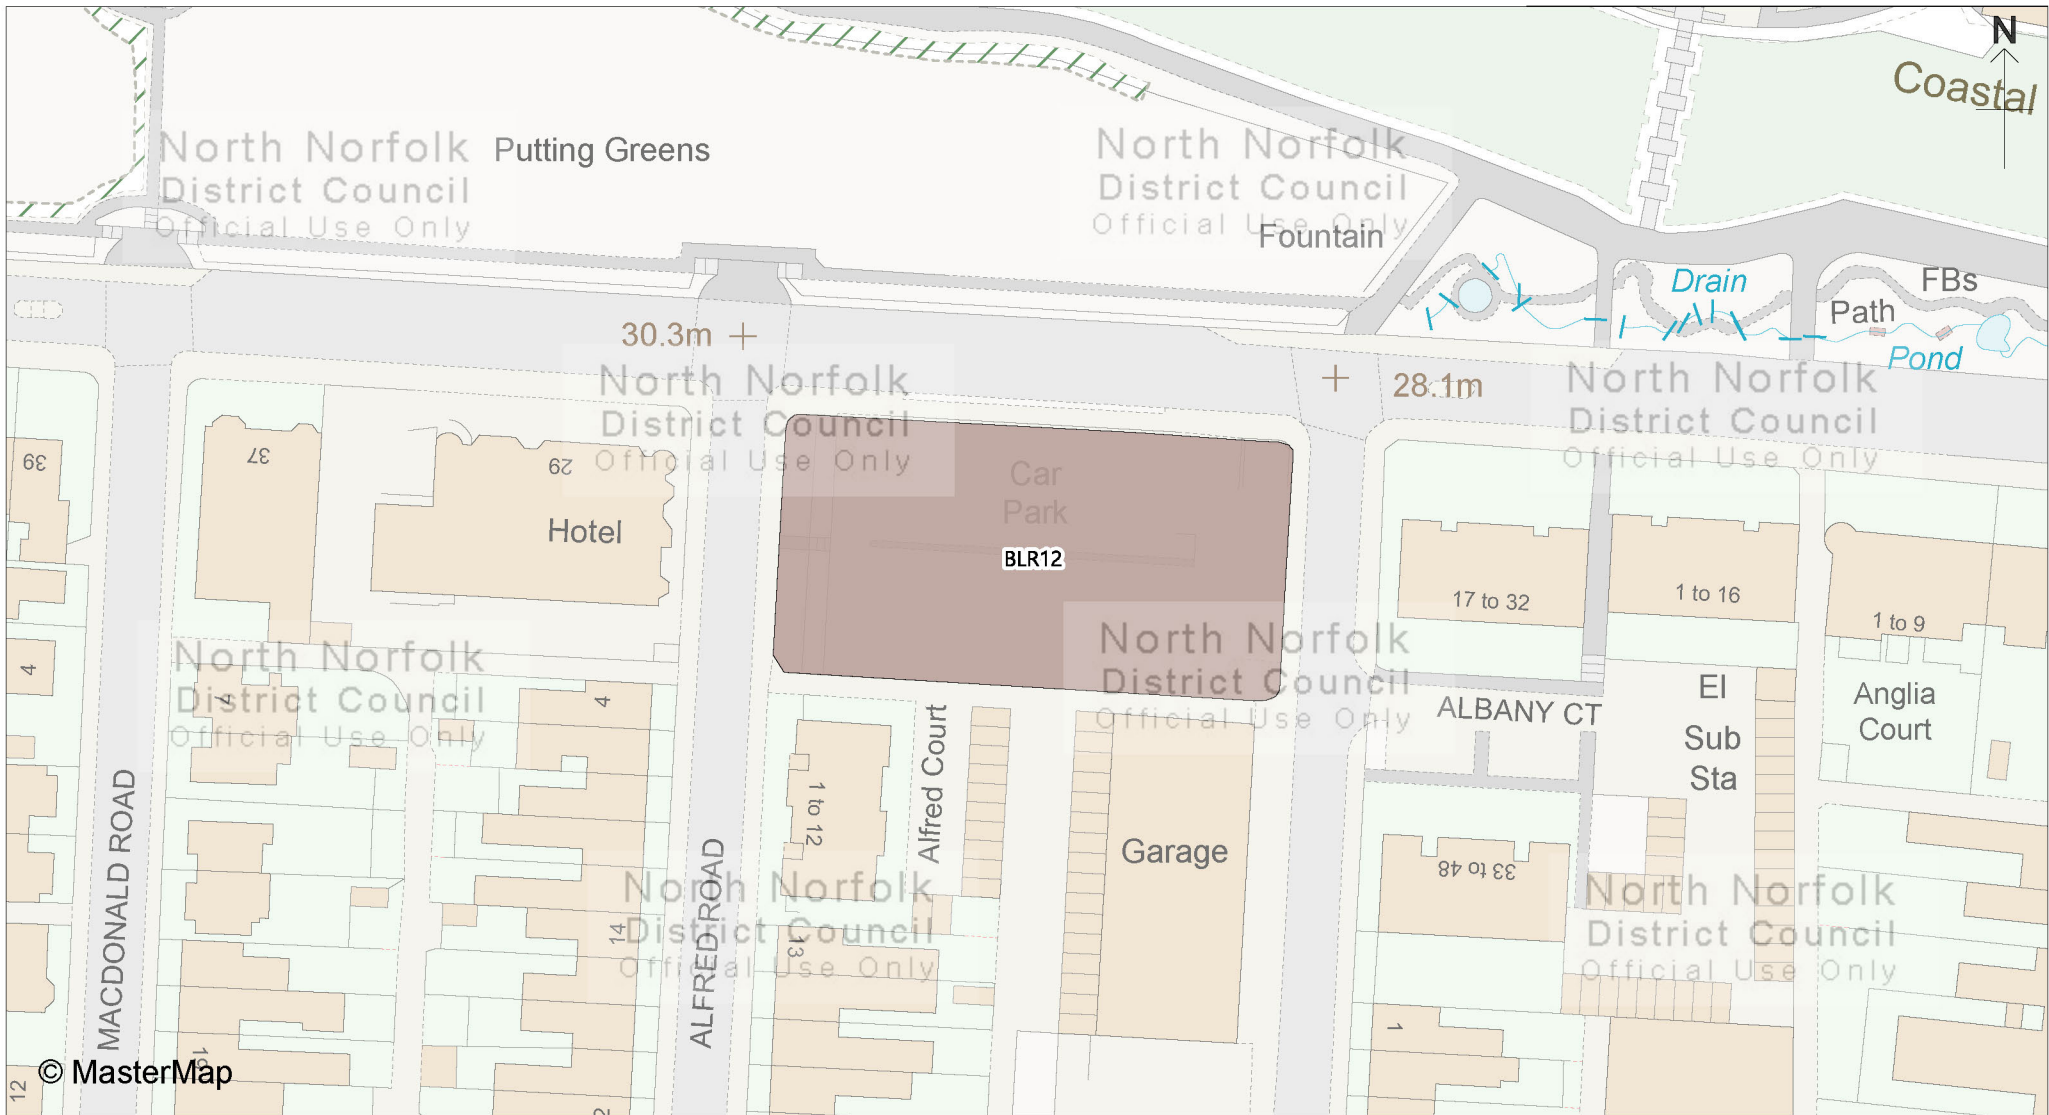 N
Coastal
North Norfolk
District Council
Official Use Only
Putting Greens
North Norfolk
District Council
Official Use Only
Fountain
Drain
FBs
Path
Pond
30.3m
28.1m
North Norfolk
District Council
Official Use Only
North Norfolk
District Council
Official Use Only
39
37
29
Hotel
Car
Park
BLR12
17 to 32
1 to 16
1 to 9
North Norfolk
District Council
Official Use Only
North Norfolk
District Council
Official Use Only
4
7
4
ALBANY CT
El
Sub
Sta
Anglia
Court
MACDONALD ROAD
ALFRED ROAD
1 to 12
Alfred Court
Garage
33 to 48
North Norfolk
District Council
Official Use Only
North Norfolk
District Council
Official Use Only
14
13
1
19
12
© MasterMap